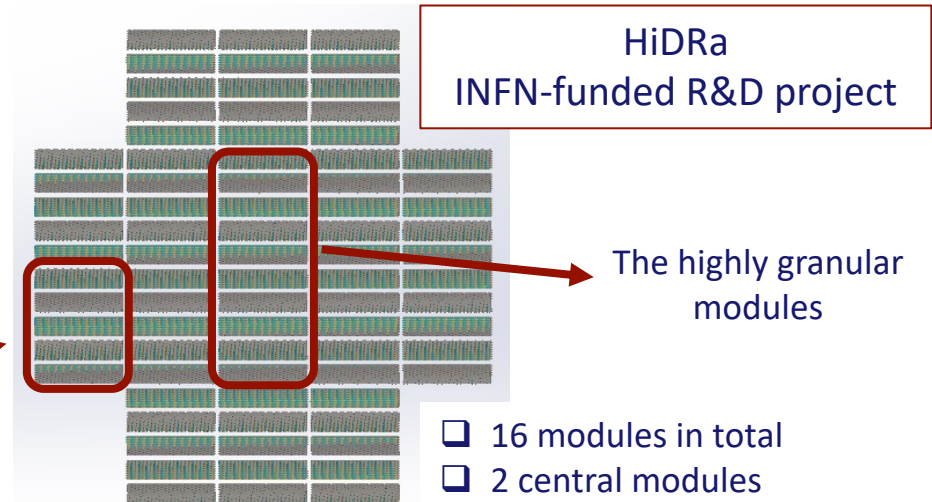 HiDRa
INFN-funded R&D project
The highly granular
modules
❑ 16 modules in total
❑ 2 central modules